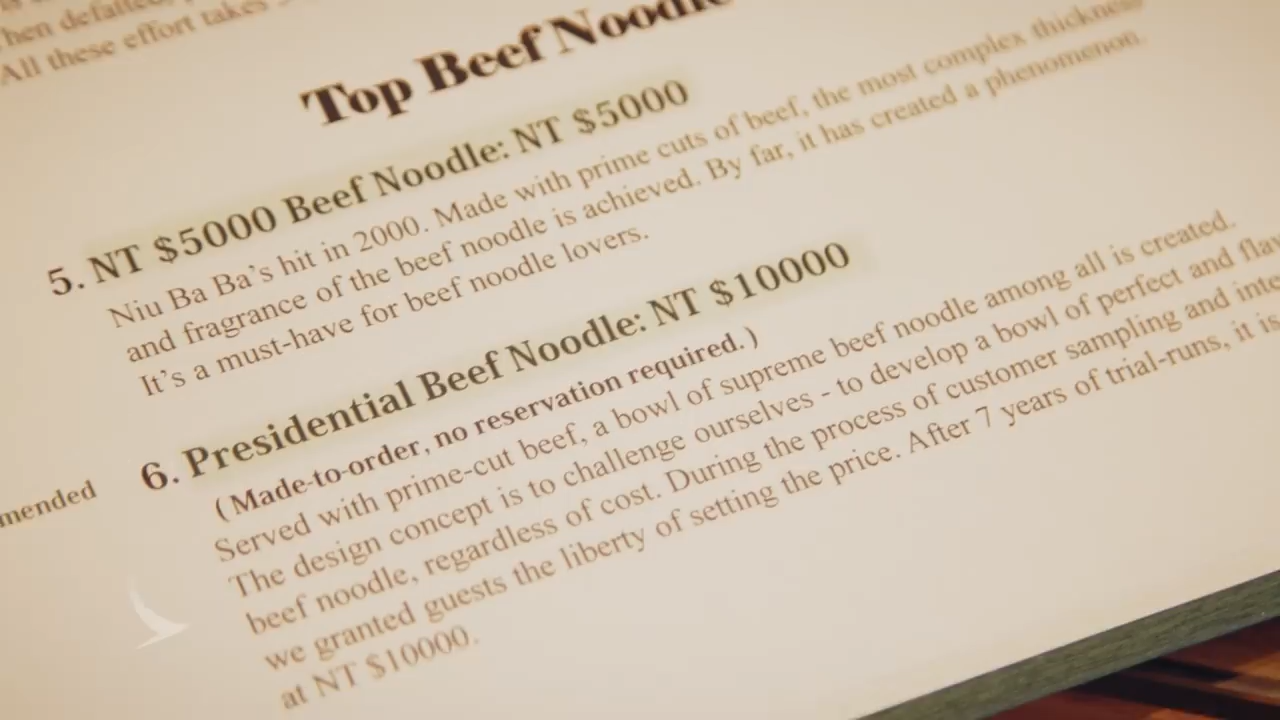 When defatted,
All these effort takes
Top Beef Noodle
5. NT $5000 Beef Noodle: NT $5000
Niu Ba Ba's hit in 2000. Made with prime cuts of beef, the most complex thickness
and fragrance of the beef noodle is achieved. By far, it has created a phenomenon.
It's a must-have for beef noodle lovers.
6. Presidential Beef Noodle: NT $10000
(Made-to-order, no reservation required.)
Served with prime-cut beef, a bowl of supreme beef noodle among all is created.
The design concept is to challenge ourselves - to develop a bowl of perfect and flav
beef noodle, regardless of cost. During the process of customer sampling and inte
we granted guests the liberty of setting the price. After 7 years of trial-runs, it is
at NT $10000.
mended